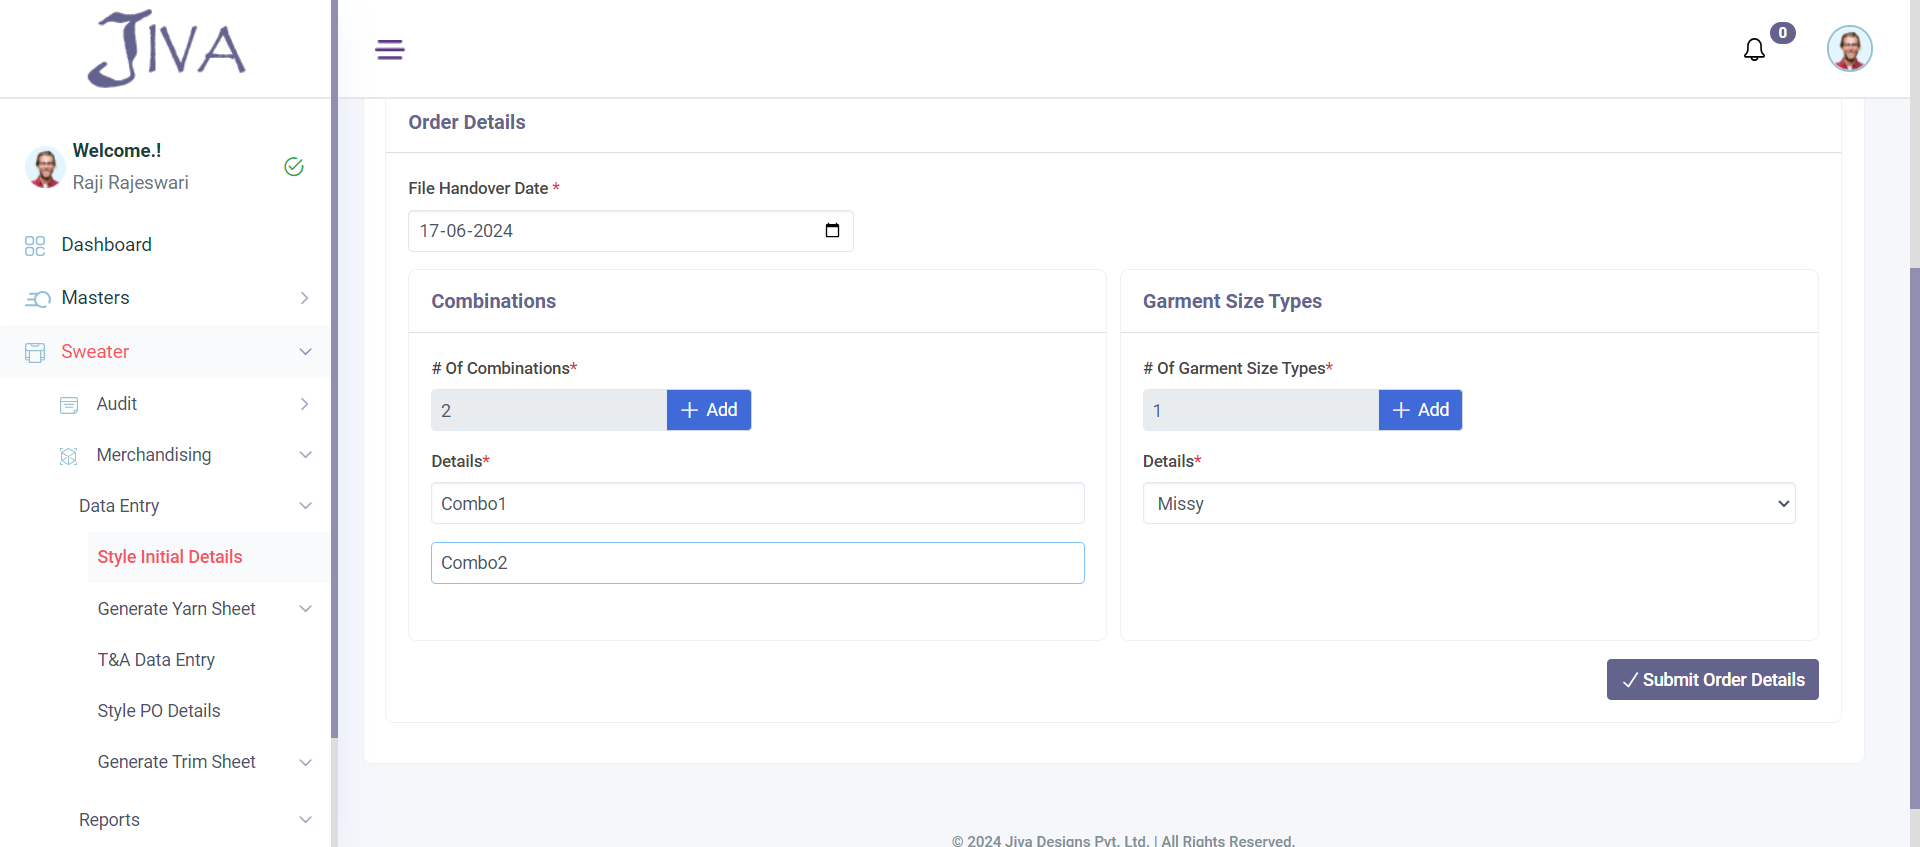 JIVA
0
Welcome.!
Raji Rajeswari
Dashboard
Masters
Sweater
Audit
Merchandising
Data Entry
Style Initial Details
Generate Yarn Sheet
T&A Data Entry
Style PO Details
Generate Trim Sheet
Reports
Order Details
File Handover Date *
17-06-2024
Combinations
# Of Combinations*
2
+ Add
Details*
Combo1
Combo2
Garment Size Types
# Of Garment Size Types*
1
+ Add
Details*
Missy
✓ Submit Order Details
© 2024 Jiva Designs Pvt. Ltd. | All Rights Reserved.